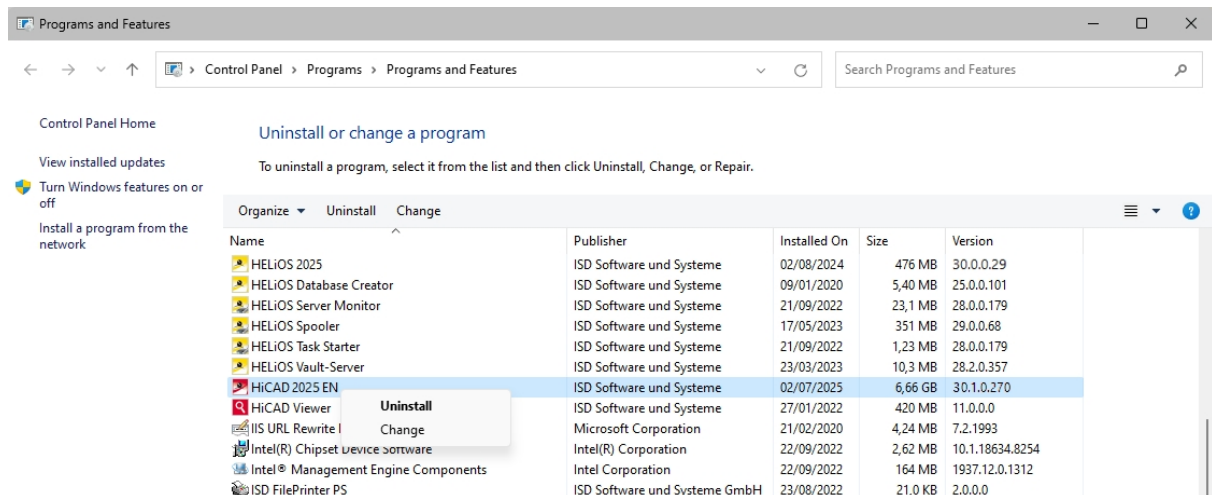 Programs and Features
Control Panel › Programs › Programs and Features
Search Programs and Features
Control Panel Home
View installed updates
Turn Windows features on or off
Install a program from the network
Uninstall or change a program
To uninstall a program, select it from the list and then click Uninstall, Change, or Repair.
Organize Uninstall Change
Name Publisher Installed On Size Version
HELiOS 2025 ISD Software und Systeme 02/08/2024 476 MB 30.0.0.29
HELiOS Database Creator ISD Software und Systeme 09/01/2020 5,40 MB 25.0.0.101
HELiOS Server Monitor ISD Software und Systeme 21/09/2022 23,1 MB 28.0.0.179
HELiOS Spooler ISD Software und Systeme 17/05/2023 351 MB 29.0.0.68
HELiOS Task Starter ISD Software und Systeme 21/09/2022 1,23 MB 28.0.0.179
HELiOS Vault-Server ISD Software und Systeme 23/03/2023 10,3 MB 28.2.0.357
HiCAD 2025 EN ISD Software und Systeme 02/07/2025 6,66 GB 30.1.0.270
HiCAD Viewer ISD Software und Systeme 27/01/2022 420 MB 11.0.0.0
Uninstall
IIS URL Rewrite Microsoft Corporation 21/02/2020 4,24 MB 7.2.1993
Change
Intel(R) Chipset Device Software Intel(R) Corporation 22/09/2022 2,62 MB 10.1.18634.8254
Intel® Management Engine Components Intel Corporation 22/09/2022 164 MB 1937.12.0.1312
ISD FilePrinter PS ISD Software und Systeme GmbH 23/08/2022 21.0 KB 2.0.0.0